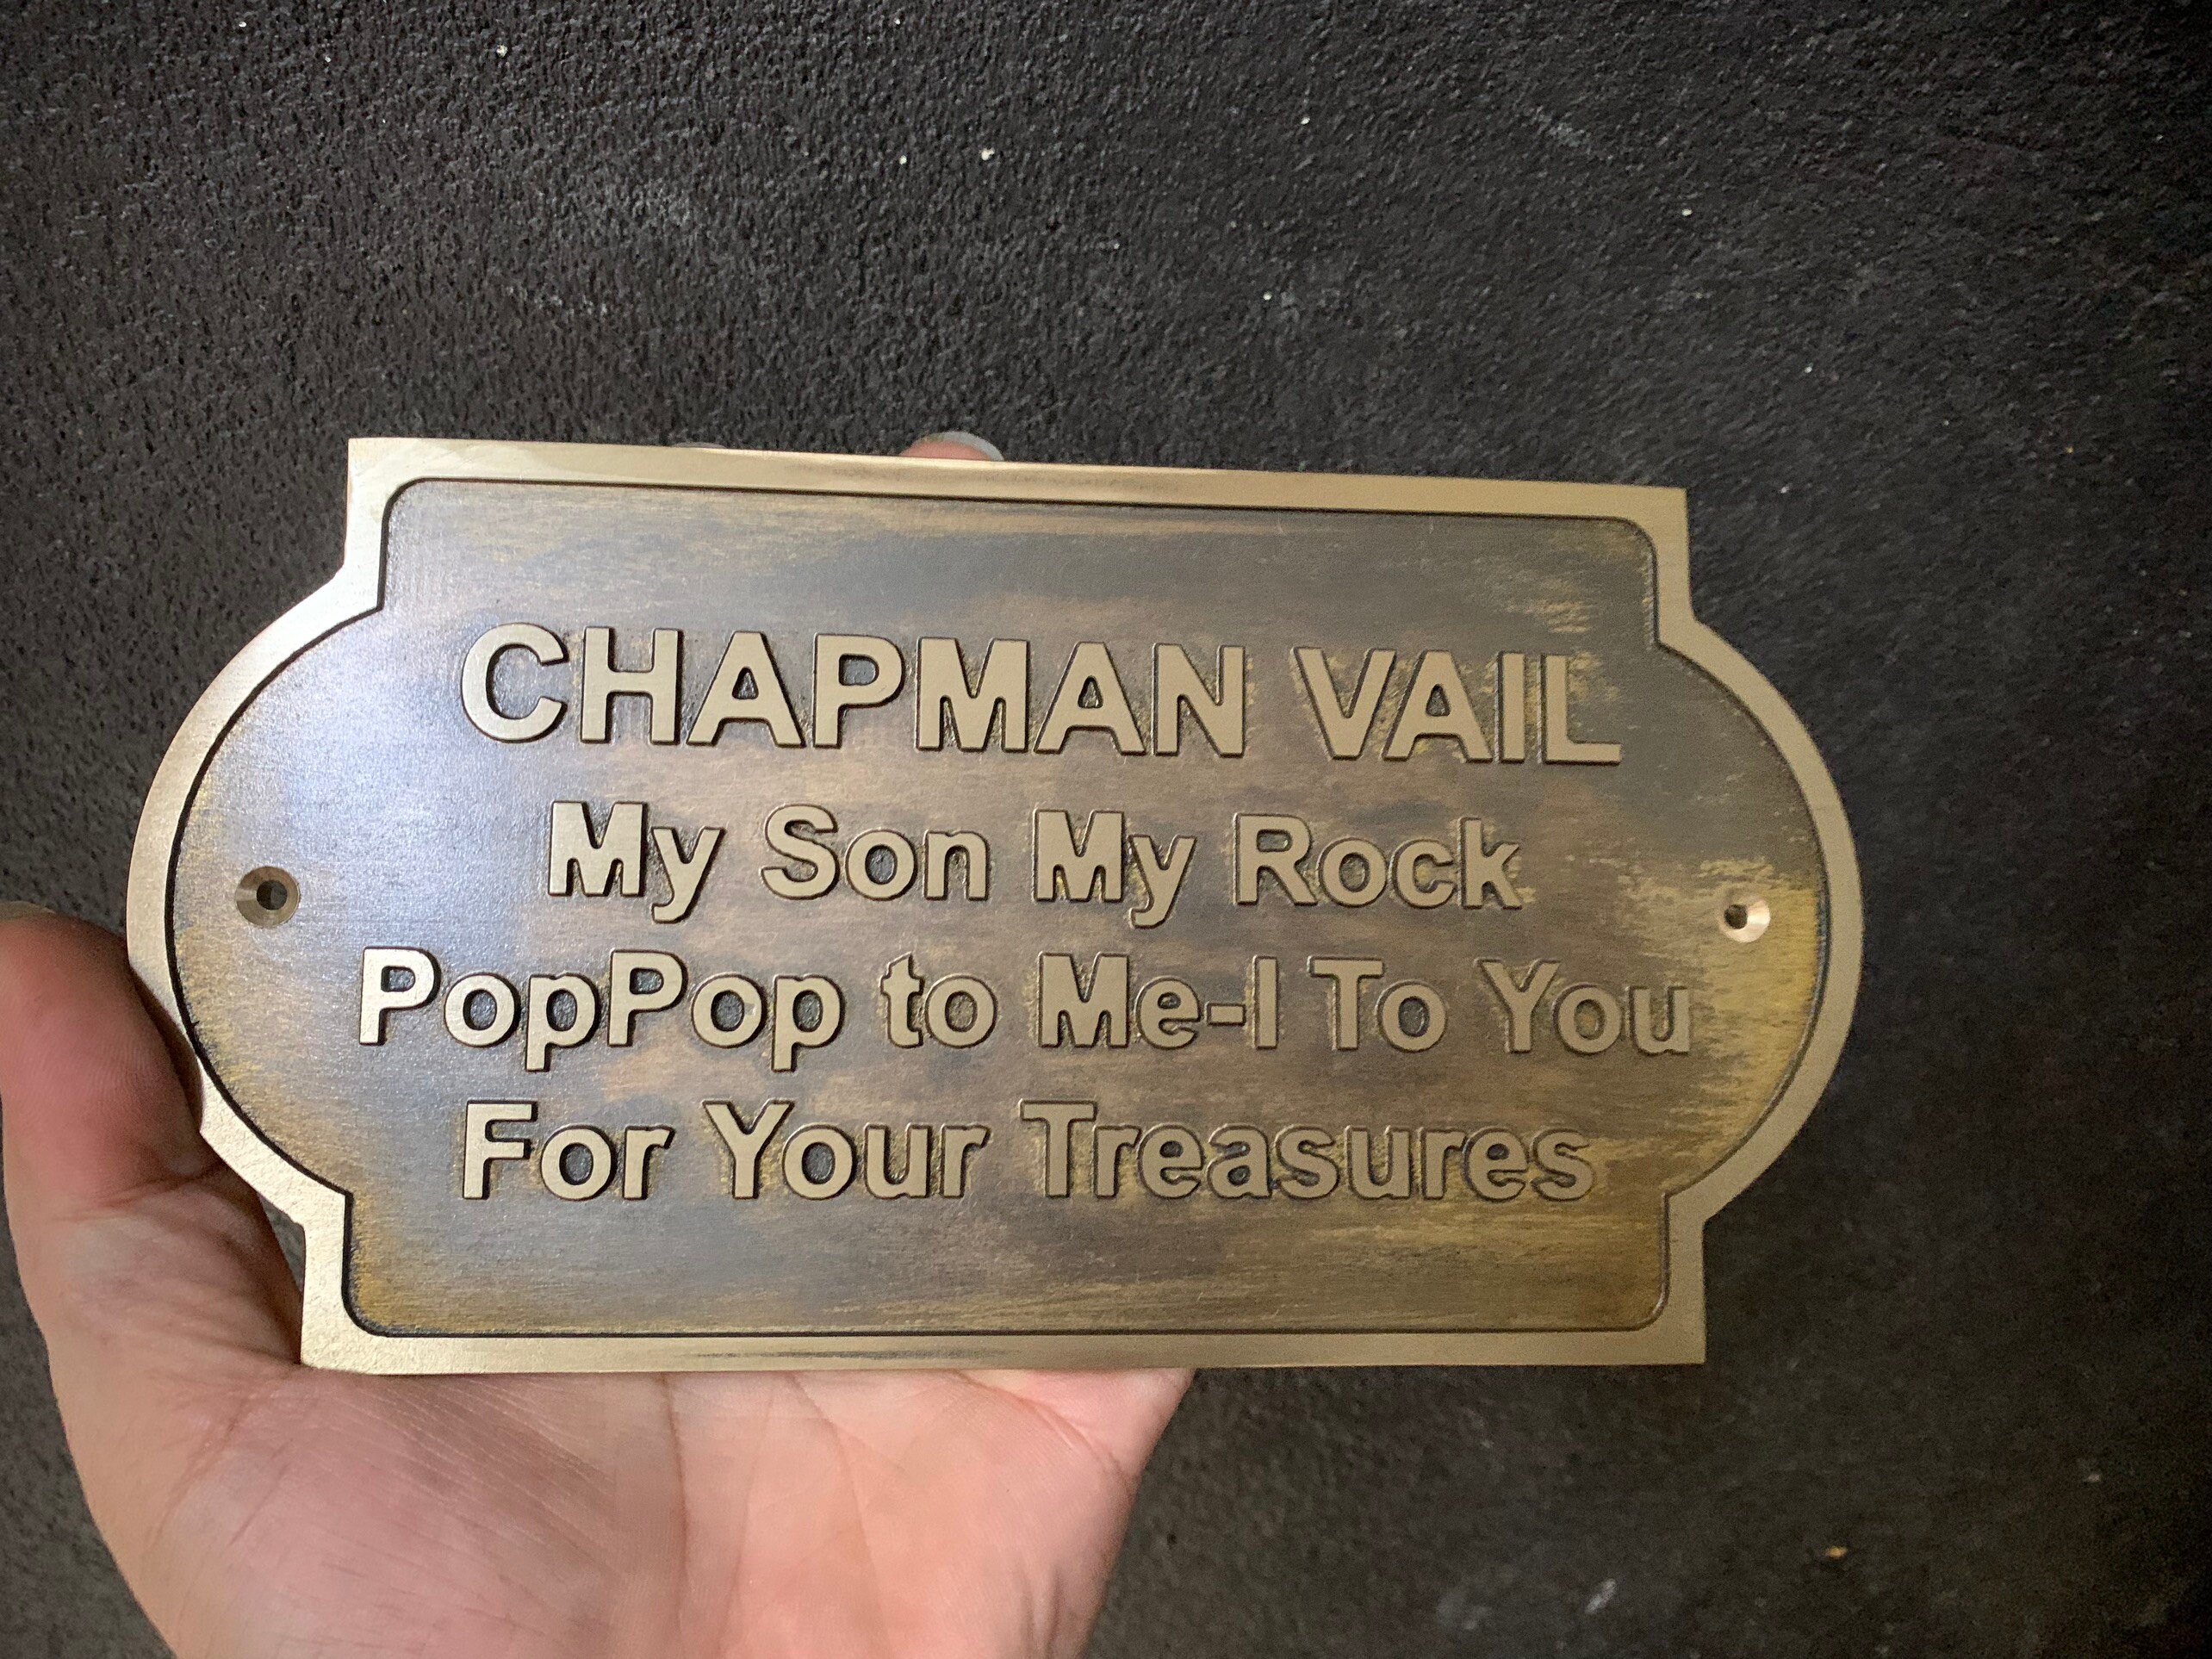 CHAPMAN VAIL
My Son My Rock
PopPop to Me-I To You
For Your Treasures